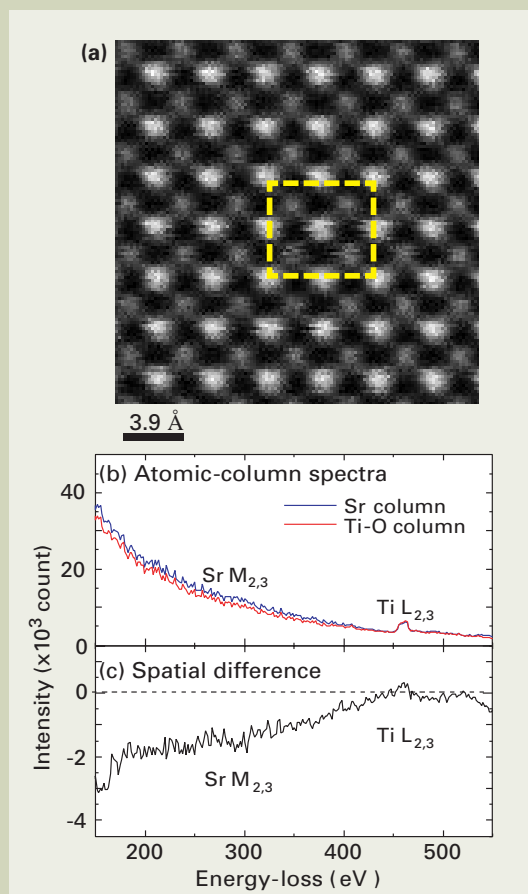 (a)
3.9 Å
(b) Atomic-column spectra
Sr column
Ti-O column
Sr M2,3
Ti L2,3
40
20
0
(c) Spatial difference
Sr M2,3
Ti L2,3
0
-2
-4
Intensity (×10³ count)
200 300 400 500
Energy-loss (eV)